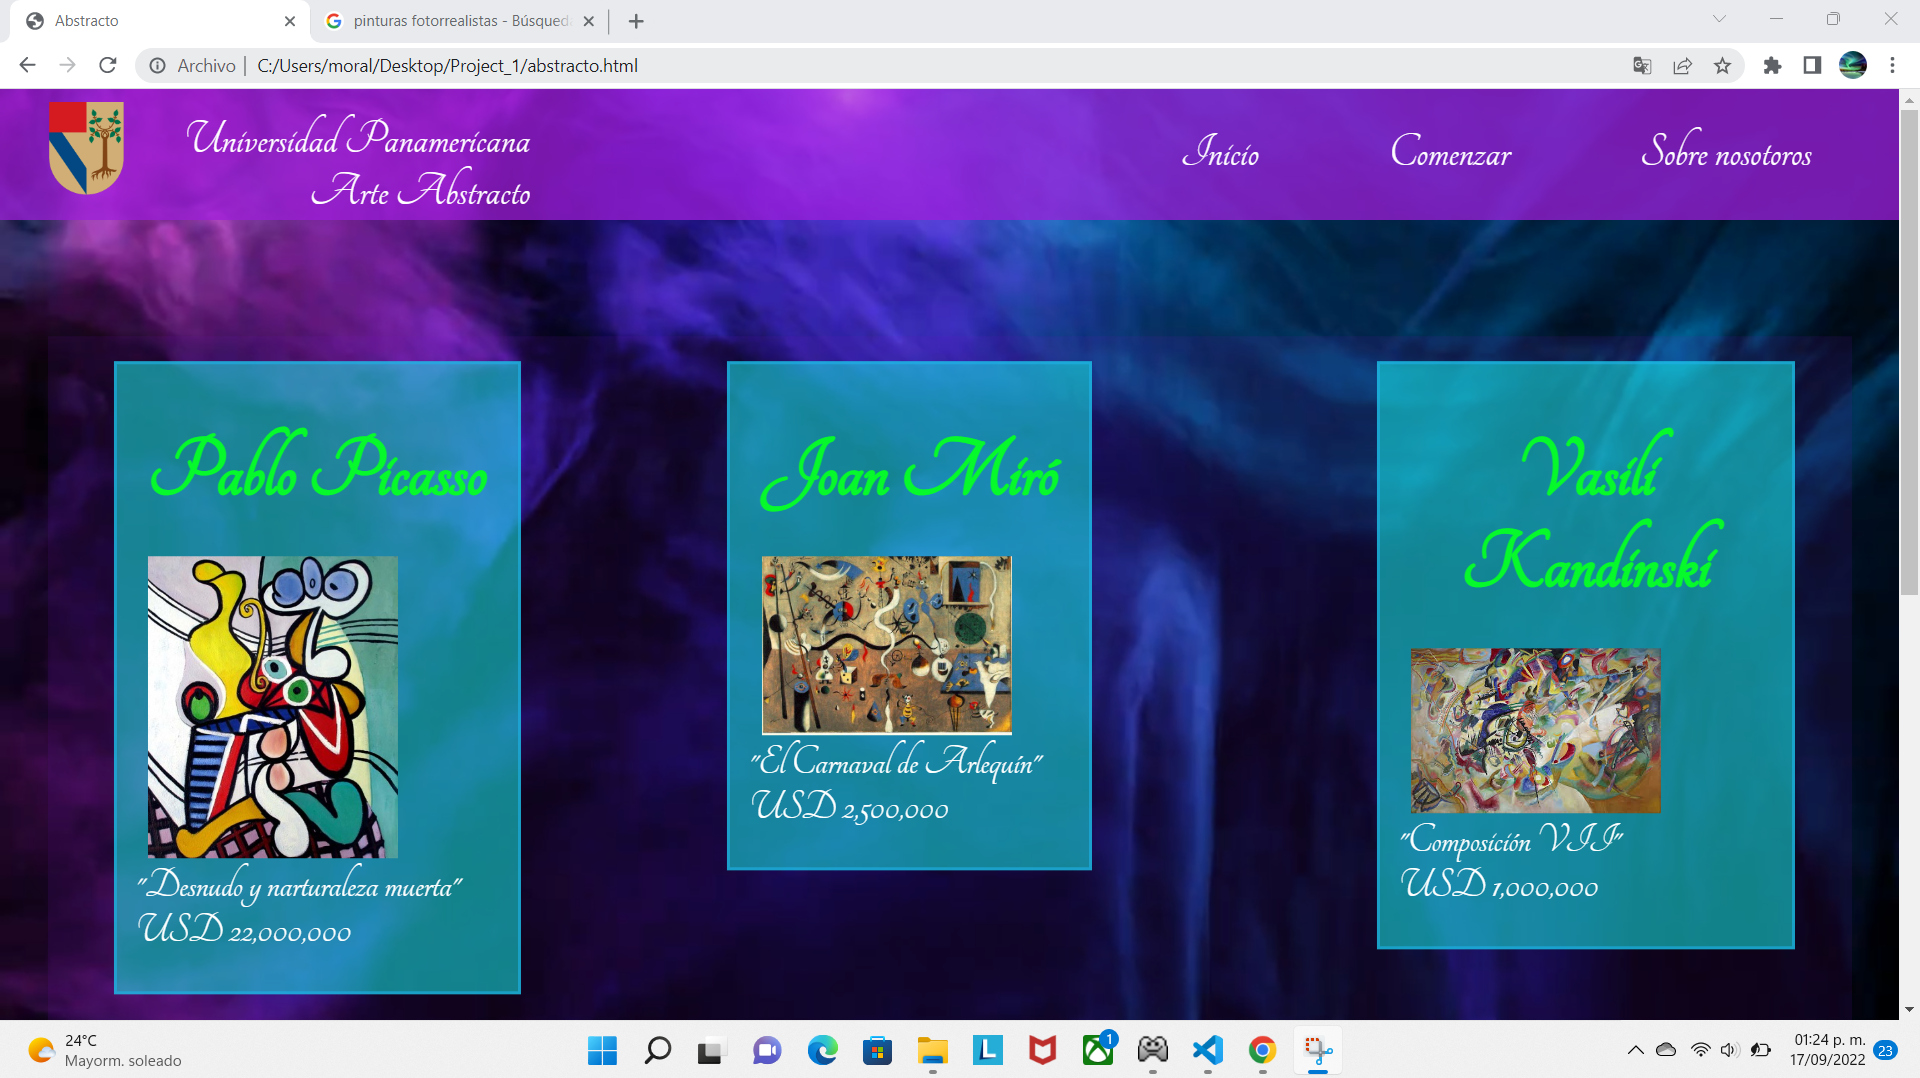 Abstracto
pinturas fotorrealistas - Búsqued
Archivo
C:/Users/moral/Desktop/Project_1/abstracto.html
Universidad Panamericana
Arte Abstracto
Inicio
Comenzar
Sobre nosotoros
Pablo Picasso
"Desnudo y narturaleza muerta"
USD 22,000,000
Joan Miró
"El Carnaval de Arlequín"
USD 2,500,000
Vasili
Kandinski
"Composición VII"
USD 1,000,000
24°C
Mayorm. soleado
L
1
01:24 p. m.
17/09/2022
23